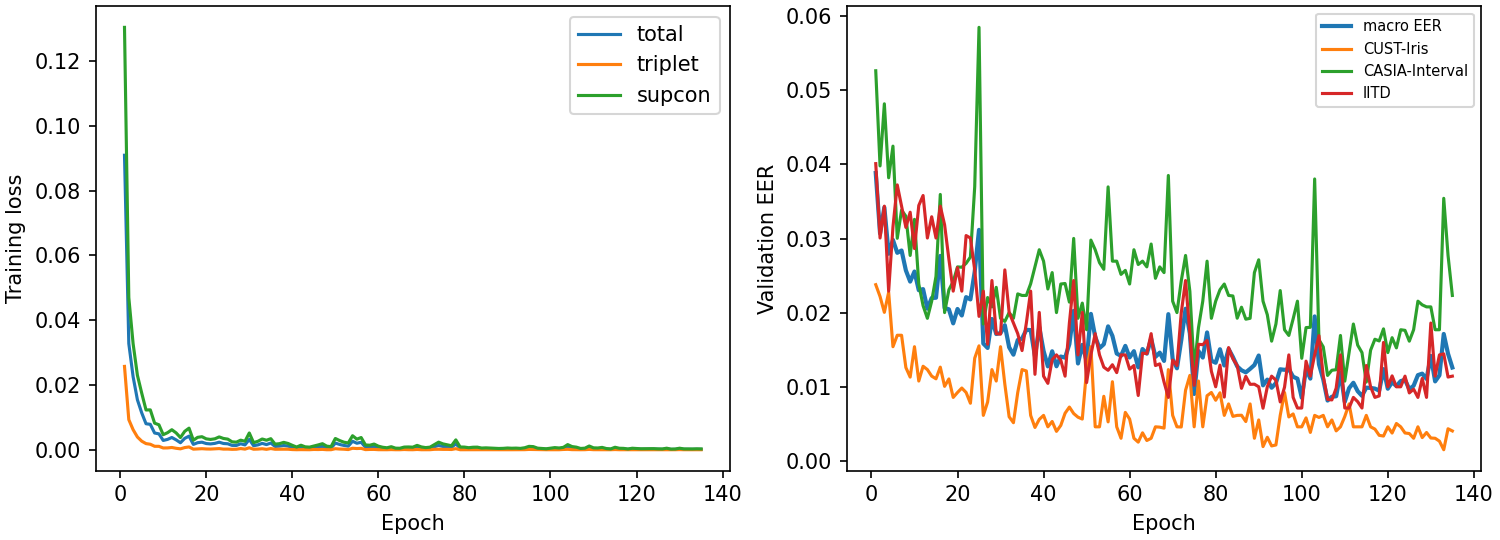 Training loss
0.12
0.10
0.08
0.06
0.04
0.02
0.00
0 20 40 60 80 100 120 140
Epoch
total
triplet
supcon
Validation EER
0.06
0.05
0.04
0.03
0.02
0.01
0.00
0 20 40 60 80 100 120 140
Epoch
macro EER
CUST-Iris
CASIA-Interval
IITD